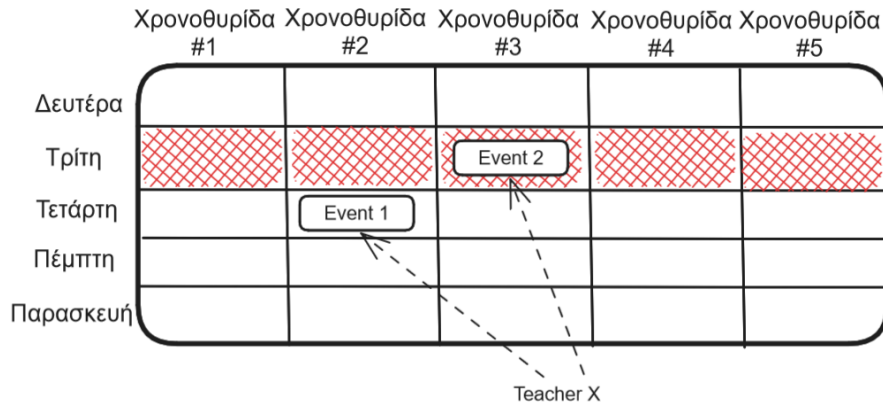 Χρονοθυρίδα #1
Χρονοθυρίδα #2
Χρονοθυρίδα #3
Χρονοθυρίδα #4
Χρονοθυρίδα #5
Δευτέρα
Τρίτη
Event 2
Τετάρτη
Event 1
Πέμπτη
Παρασκευή
Teacher X